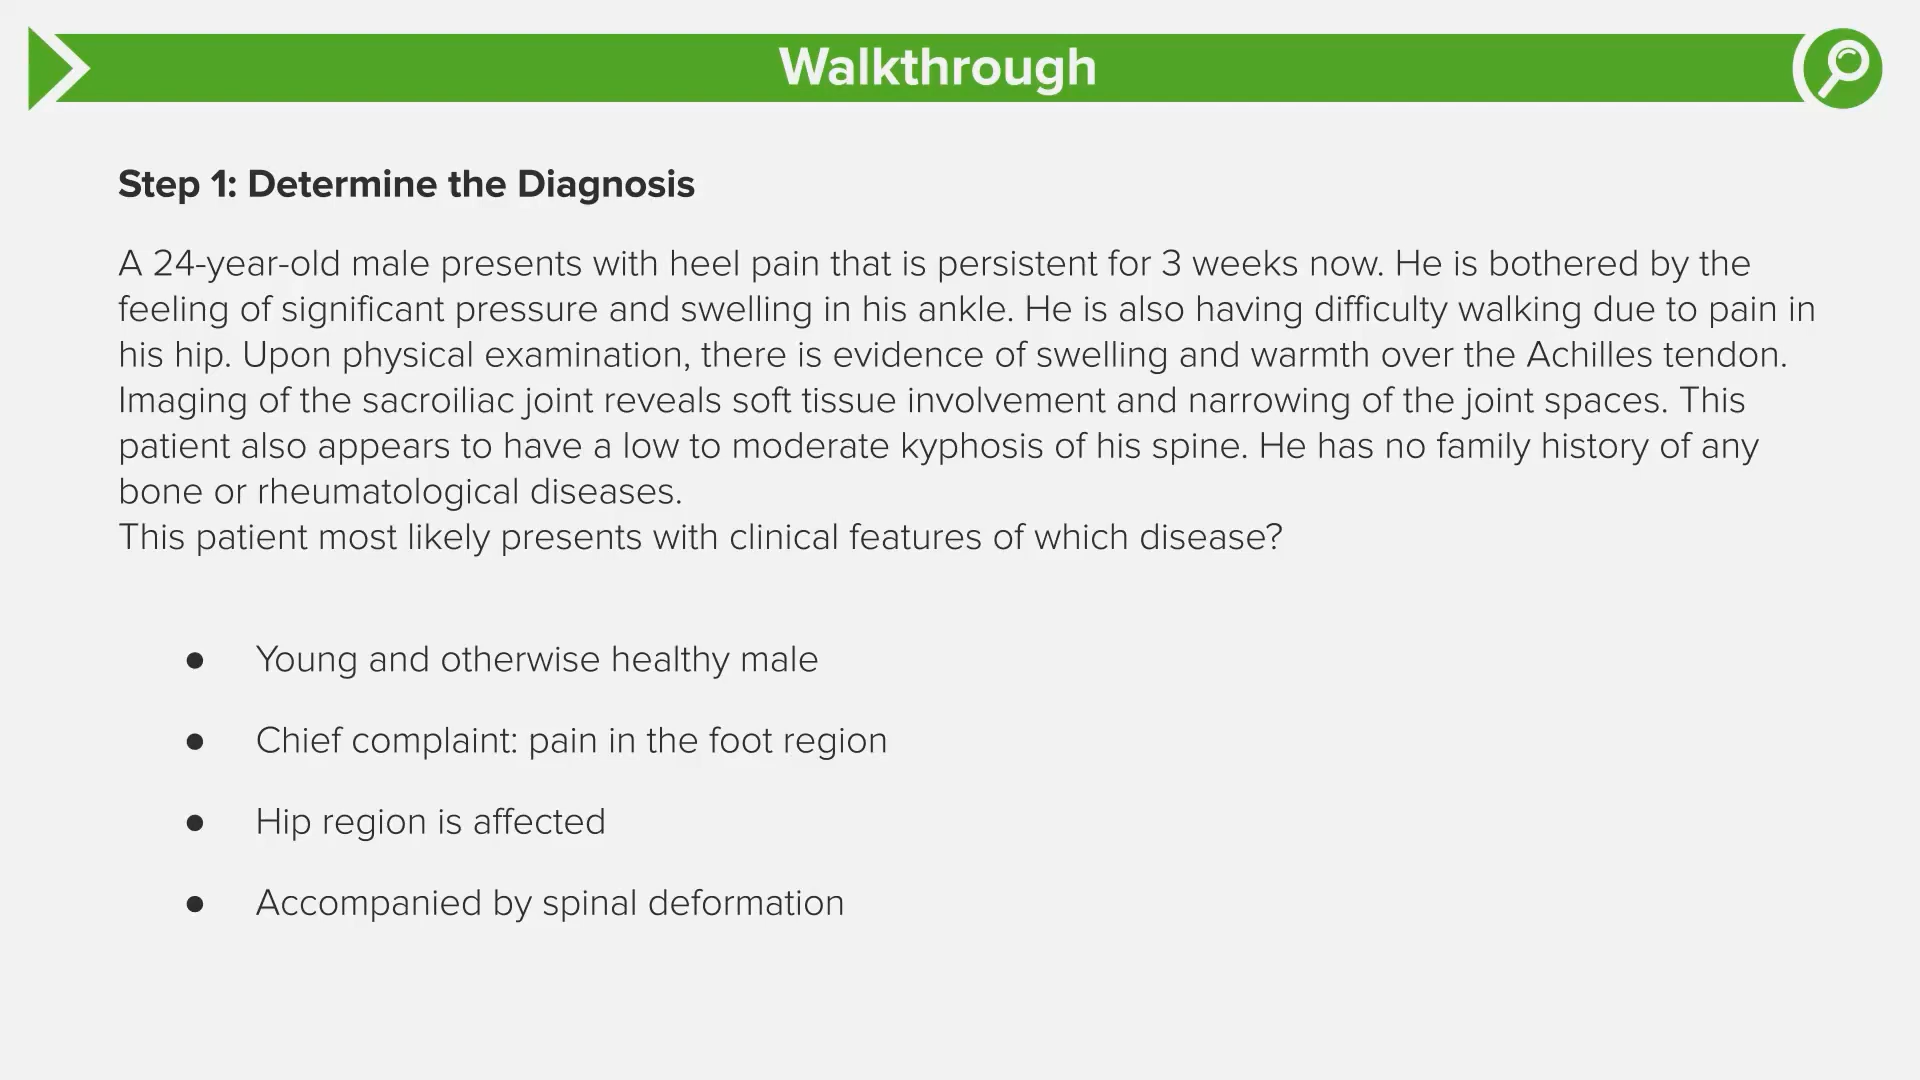 Walkthrough
Step 1: Determine the Diagnosis
A 24-year-old male presents with heel pain that is persistent for 3 weeks now. He is bothered by the
feeling of significant pressure and swelling in his ankle. He is also having difficulty walking due to pain in
his hip. Upon physical examination, there is evidence of swelling and warmth over the Achilles tendon.
Imaging of the sacroiliac joint reveals soft tissue involvement and narrowing of the joint spaces. This
patient also appears to have a low to moderate kyphosis of his spine. He has no family history of any
bone or rheumatological diseases.
This patient most likely presents with clinical features of which disease?
● Young and otherwise healthy male
● Chief complaint: pain in the foot region
● Hip region is affected
● Accompanied by spinal deformation